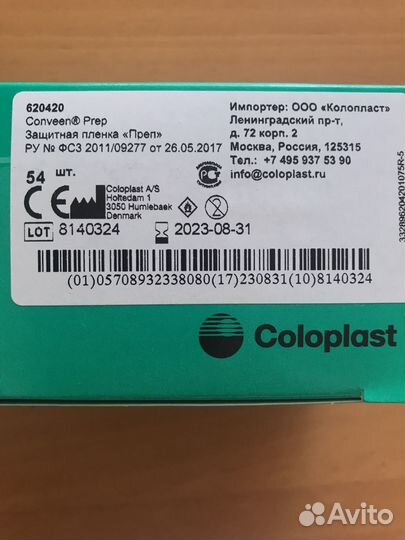 620420
Conveen® Prep
Защитная пленка «Преп»
РУ № ФСЗ 2011/09277 от 26.05.2017
54 шт.
Coloplast A/S
Holtedam 1
3050 Humlebaek
Denmark
LOT 8140324
2023-08-31
Импортер: ООО «Колопласт»
Ленинградский пр-т,
д. 72 корп. 2
Москва, Россия, 125315
Тел.: +7 495 937 53 90
info@coloplast.ru
(01)05708932338080(17)230831(10)8140324
Coloplast
Avito